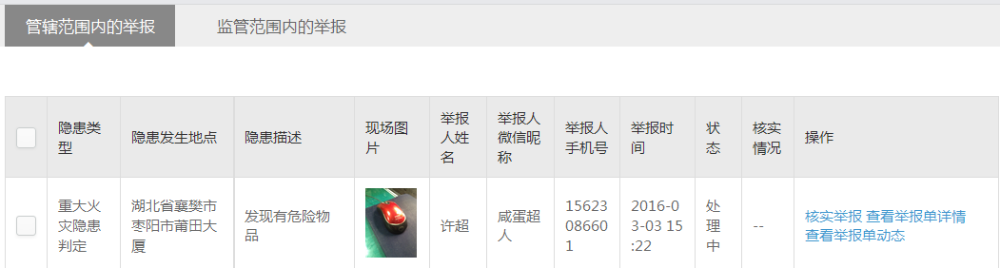 管辖范围内的举报 监管范围内的举报
隐患类
型
隐患发生地点
隐患描述
现场图
片
举报
人姓
名
举报人
微信昵
称
举报人
手机号
举报时
间
状
态
核实
情况
操作
重大火
灾隐患
判定
湖北省襄樊市
枣阳市莆田大
厦
发现有危险物
品
许超
咸蛋超
人
15623
08660
1
2016-0
3-03 15
:22
处
理
中
--
核实举报 查看举报单详情
查看举报单动态